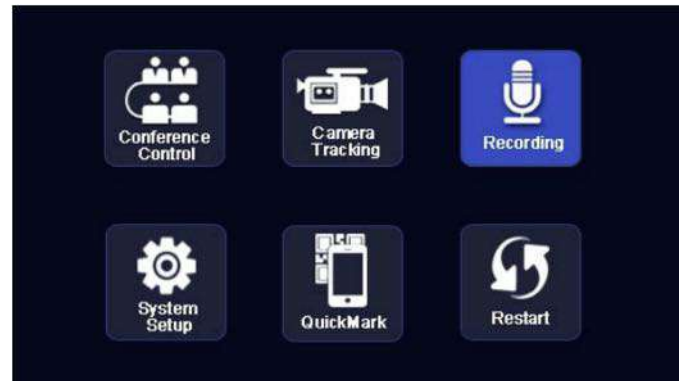 Conference
Control
Camera
Tracking
Recording
System
Setup
QuickMark
Restart